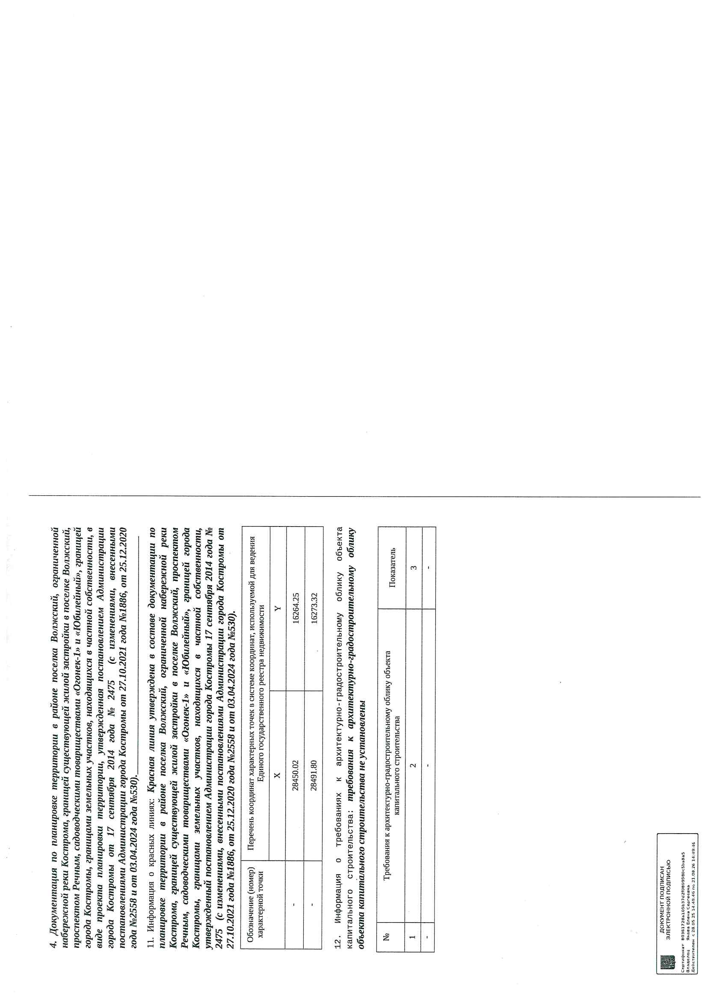 4. Документация по планировке территории в районе поселка Волжский, ограниченной
набережной реки Кострома, границей существующей жилой застройки в поселке Волжский,
проспектом Речным, садоводческими товариществами «Огонек-1» и «Юбилейный», границей
города Костромы, границами земельных участков, находящихся в частной собственности, в
виде проекта планировки территории, утвержденная постановлением Администрации
города Костромы от 17 сентября 2014 года № 2475 (с изменениями, внесенными
постановлениями Администрации города Костромы от 27.10.2021 года №1886, от 25.12.2020
года №2558 и от 03.04.2024 года №530).
11. Информация о красных линиях: Красная линия утверждена в составе документации по
планировке территории в районе поселка Волжский, ограниченной набережной реки
Кострома, границей существующей жилой застройки в поселке Волжский, проспектом
Речным, садоводческими товариществами «Огонек-1» и «Юбилейный», границей города
Костромы, границами земельных участков, находящихся в частной собственности,
утвержденный постановлением Администрации города Костромы 17 сентября 2014 года №
2475 (с изменениями, внесенными постановлениями Администрации города Костромы от
27.10.2021 года №1886, от 25.12.2020 года №2558 и от 03.04.2024 года №530).
Обозначение (номер) характерной точки	Перечень координат характерных точек в системе координат, используемой для ведения
Единого государственного реестра недвижимости
X	Y
-	28450.02	16264.25
-	28491.80	16273.32
12. Информация о требованиях к архитектурно-градостроительному облику объекта
капитального строительства: требования к архитектурно-градостроительному облику
объекта капитального строительства не установлены
№	Требования к архитектурно-градостроительному облику объекта капитального строительства	Показатель
1	2	3
-	-	-
ДОКУМЕНТ ПОДПИСАН
ЭЛЕКТРОННОЙ ПОДПИСЬЮ
Сертификат
Владелец Янова Елена Сергеевна
Действителен с 28.05.25 14:49:46 по 21.08.26 14:49:46